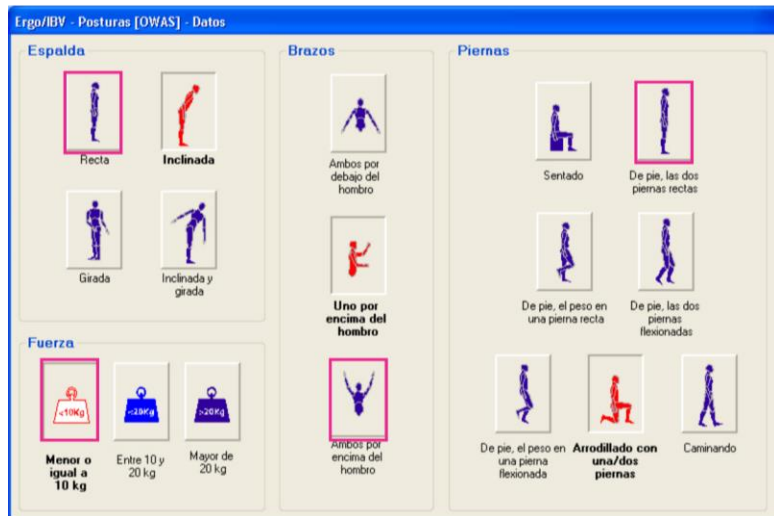 Ergo/IBV - Posturas [OWAS] - Datos
Espalda
Recta
Inclinada
Girada
Inclinada y
girada
Fuerza
<10Kg
<20Kg
>20Kg
Menor o
igual a
10 kg
Entre 10 y
20 kg
Mayor de
20 kg
Brazos
Ambos por
debajo del
hombro
Uno por
encima del
hombro
Ambos por
encima del
hombro
Piernas
Sentado
De pie, las dos
piernas rectas
De pie, el peso en
una pierna recta
De pie, las dos
piernas
flexionadas
De pie, el peso en
una pierna
flexionada
Arrodillado con
una/dos
piernas
Caminando